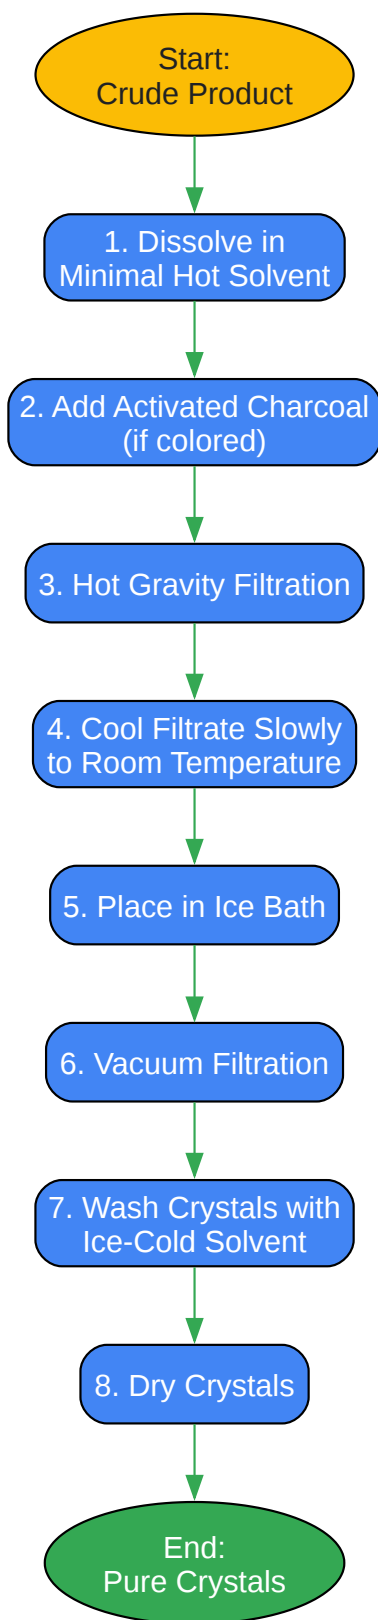 Start:
Crude Product
1. Dissolve in
Minimal Hot Solvent
2. Add Activated Charcoal
(if colored)
3. Hot Gravity Filtration
4. Cool Filtrate Slowly
to Room Temperature
5. Place in Ice Bath
6. Vacuum Filtration
7. Wash Crystals with
Ice-Cold Solvent
8. Dry Crystals
End:
Pure Crystals